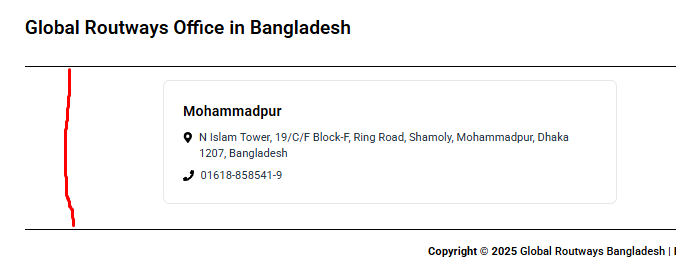 Global Routways Office in Bangladesh
Mohammadpur
N Islam Tower, 19/C/F Block-F, Ring Road, Shamoly, Mohammadpur, Dhaka
1207, Bangladesh
01618-858541-9
Copyright © 2025 Global Routways Bangladesh |